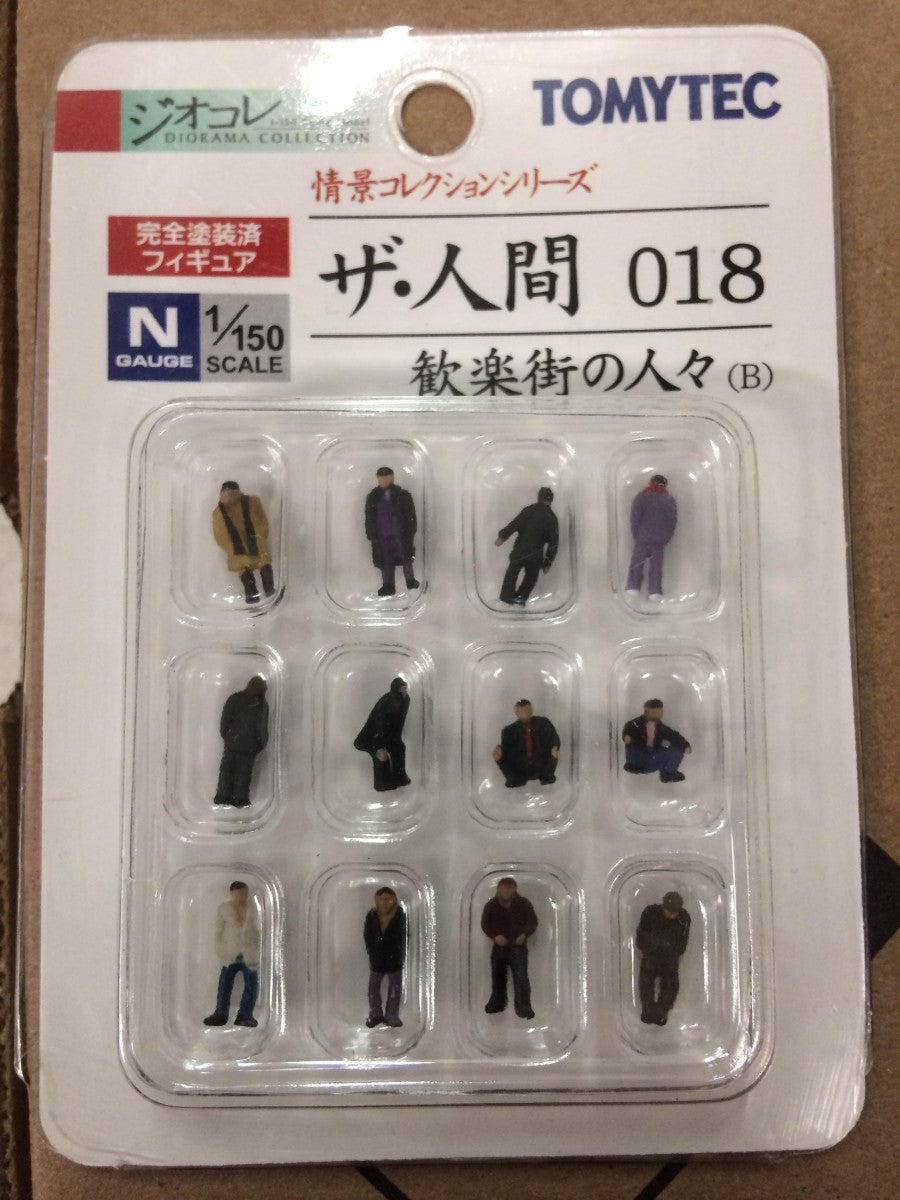 ジオコレ
DIORAMA COLLECTION
TOMYTEC
情景コレクションシリーズ
完全塗装済
フィギュア
ザ・人間 018
N
GAUGE
1/150
SCALE
歓楽街の人々(B)